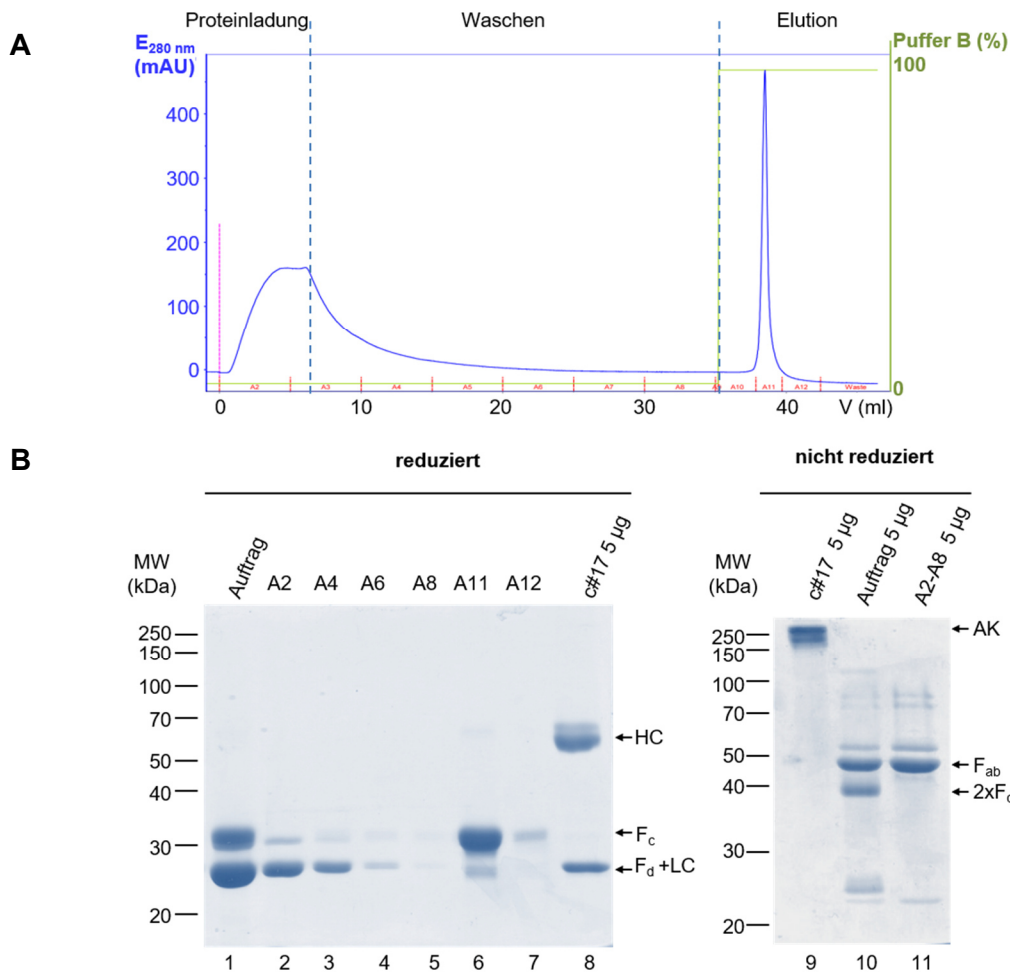 A
Proteinladung Waschen Elution
E280 nm (mAU)
Puffer B (%)
100
400
300
200
100
0
0
A2 A3 A4 A5 A6 A7 A8 A10 A11 A12 Waste
0 10 20 30 40 V (ml)
B
reduziert
nicht reduziert
MW (kDa)
Auftrag A2 A4 A6 A8 A11 A12 c#17 5 µg
250
150
100
70
50
40
30
20
HC
Fc
Fd +LC
1 2 3 4 5 6 7 8
MW (kDa)
c#17 5 µg Auftrag 5 µg A2-A8 5 µg
250
150
100
70
50
40
30
20
AK
Fab
2xFc
9 10 11